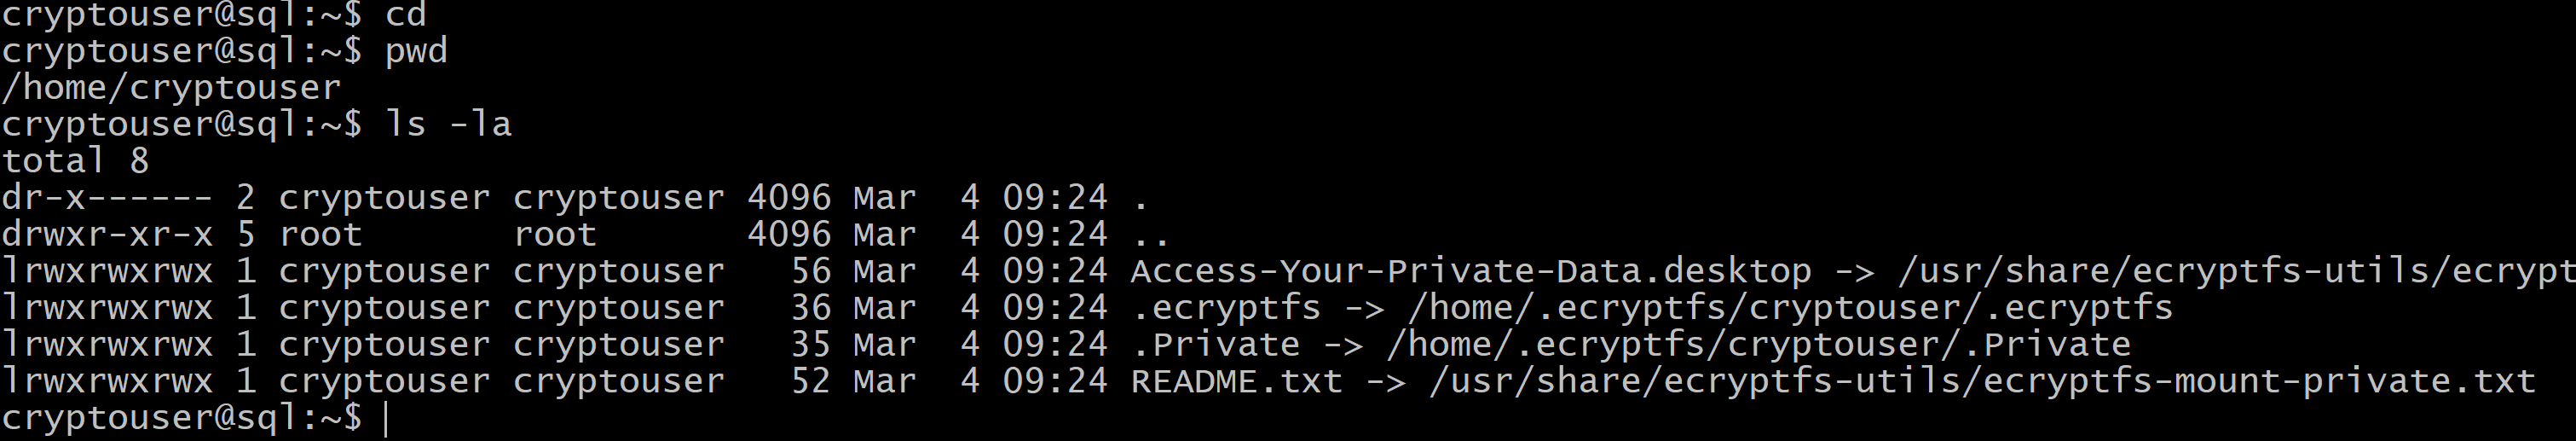 cryptouser@sql:~$ cd
cryptouser@sql:~$ pwd
/home/cryptouser
cryptouser@sql:~$ ls -la
total 8
dr-x------ 2 cryptouser cryptouser 4096 Mar  4 09:24 .
drwxr-xr-x 5 root       root       4096 Mar  4 09:24 ..
lrwxrwxrwx 1 cryptouser cryptouser   56 Mar  4 09:24 Access-Your-Private-Data.desktop -> /usr/share/ecryptfs-utils/ecrypt
lrwxrwxrwx 1 cryptouser cryptouser   36 Mar  4 09:24 .ecryptfs -> /home/.ecryptfs/cryptouser/.ecryptfs
lrwxrwxrwx 1 cryptouser cryptouser   35 Mar  4 09:24 .Private -> /home/.ecryptfs/cryptouser/.Private
lrwxrwxrwx 1 cryptouser cryptouser   52 Mar  4 09:24 README.txt -> /usr/share/ecryptfs-utils/ecryptfs-mount-private.txt
cryptouser@sql:~$